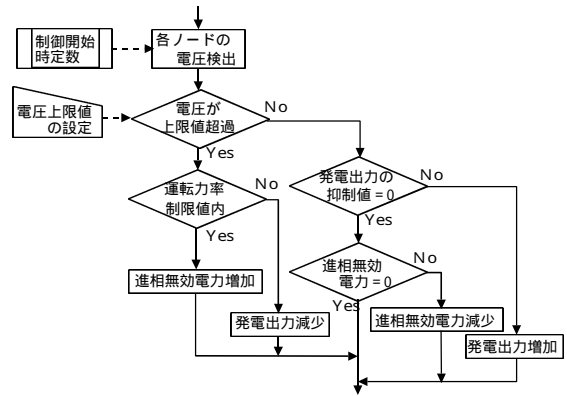 制御開始
時定数
各ノードの
電圧検出
電圧上限値
の設定
電圧が
上限値超過
No
Yes
運転力率
制限値内
No
Yes
発電出力の
抑制値=0
No
Yes
進相無効
電力=0
No
Yes
進相無効電力増加
発電出力減少
進相無効電力減少
発電出力増加